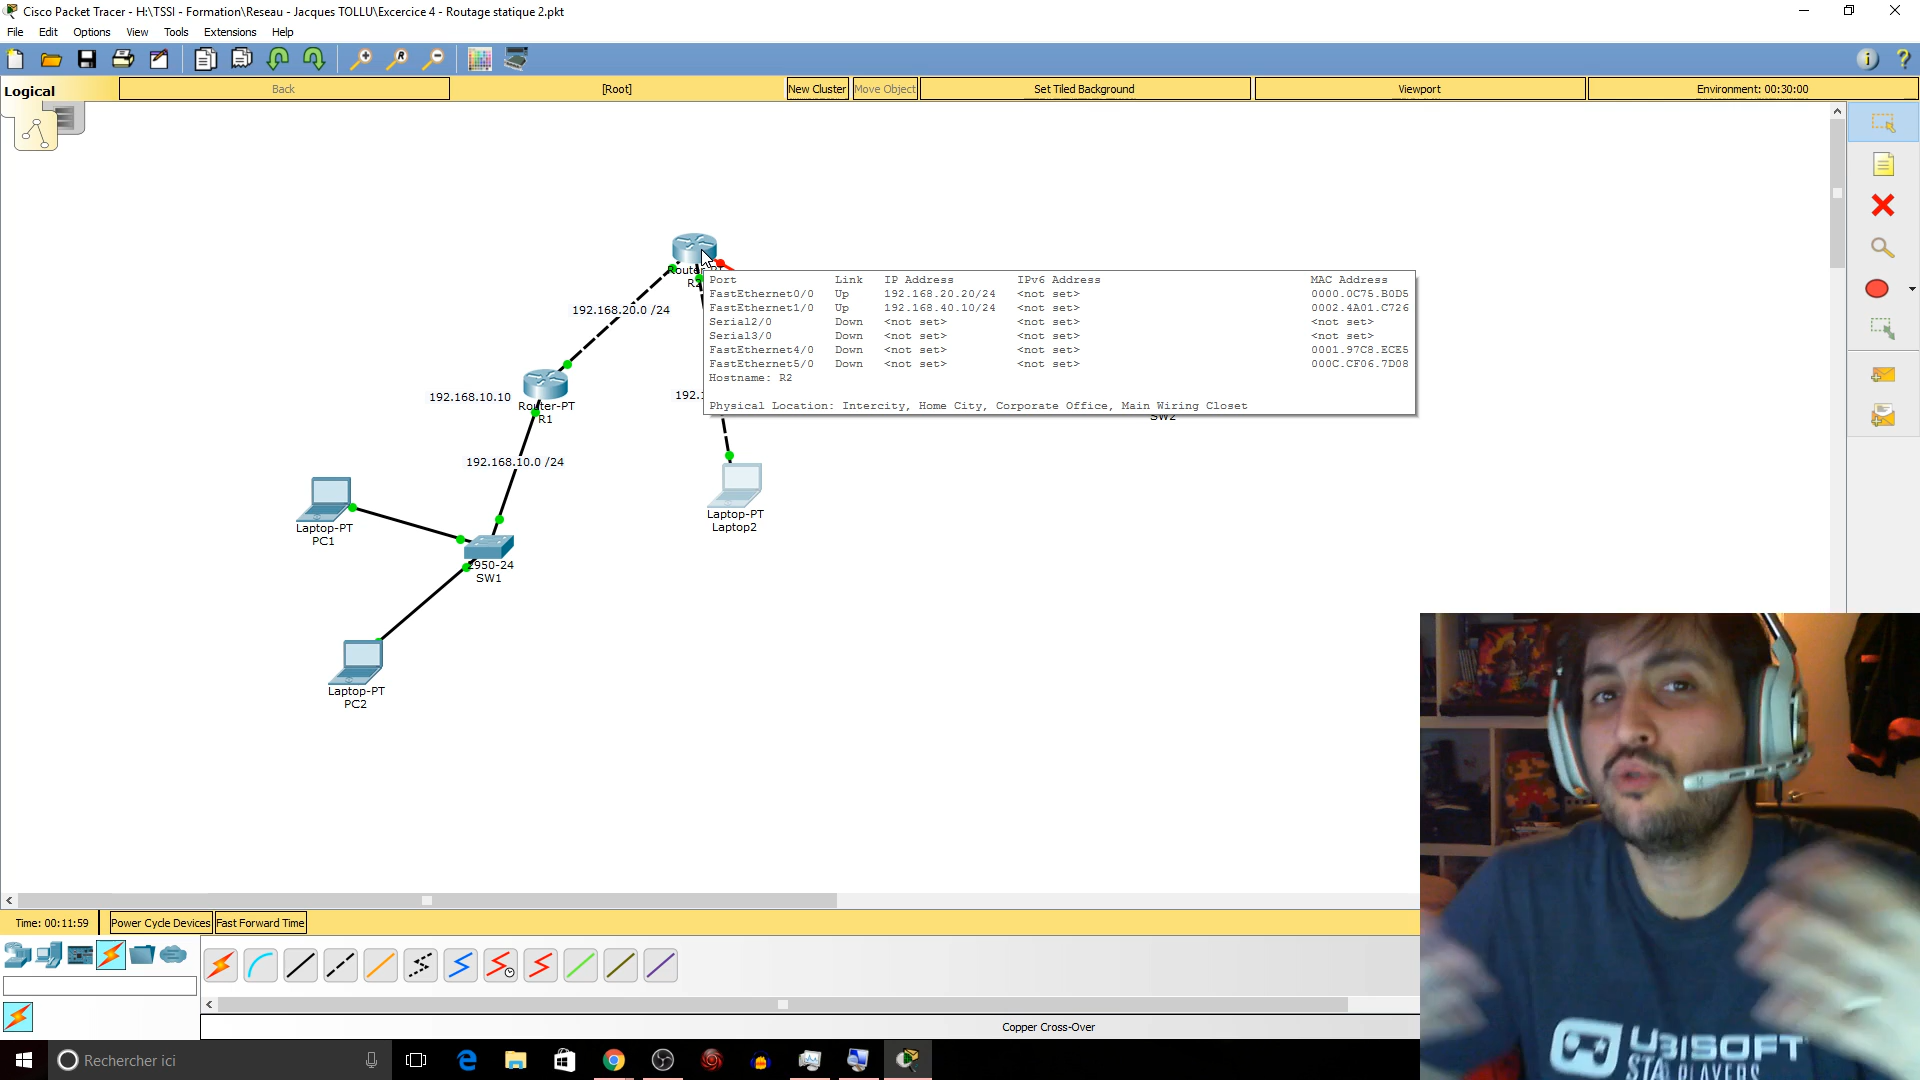 Cisco Packet Tracer - H:\TSSI - Formation\Reseau - Jacques TOLLU\Excercice 4 - Routage statique 2.pkt
File Edit Options View Tools Extensions Help
Logical
Back
[Root]
New Cluster
Move Object
Set Tiled Background
Viewport
Environment: 00:30:00
Port Link IP Address IPv6 Address MAC Address
FastEthernet0/0 Up 192.168.20.20/24 <not set> 0000.0C75.B0D5
FastEthernet1/0 Up 192.168.40.10/24 <not set> 0002.4A01.C726
Serial2/0 Down <not set> <not set> <not set>
Serial3/0 Down <not set> <not set> <not set>
FastEthernet4/0 Down <not set> <not set> 0001.97C8.ECE5
FastEthernet5/0 Down <not set> <not set> 000C.CF06.7D08
Hostname: R2
Physical Location: Intercity, Home City, Corporate Office, Main Wiring Closet
192.168.20.0 /24
192.168.10.10
Router-PT
R1
192.168.10.0 /24
Laptop-PT
PC1
2950-24
SW1
Laptop-PT
Laptop2
Laptop-PT
PC2
Time: 00:11:59
Power Cycle Devices
Fast Forward Time
Copper Cross-Over
Rechercher ici
UBISOFT